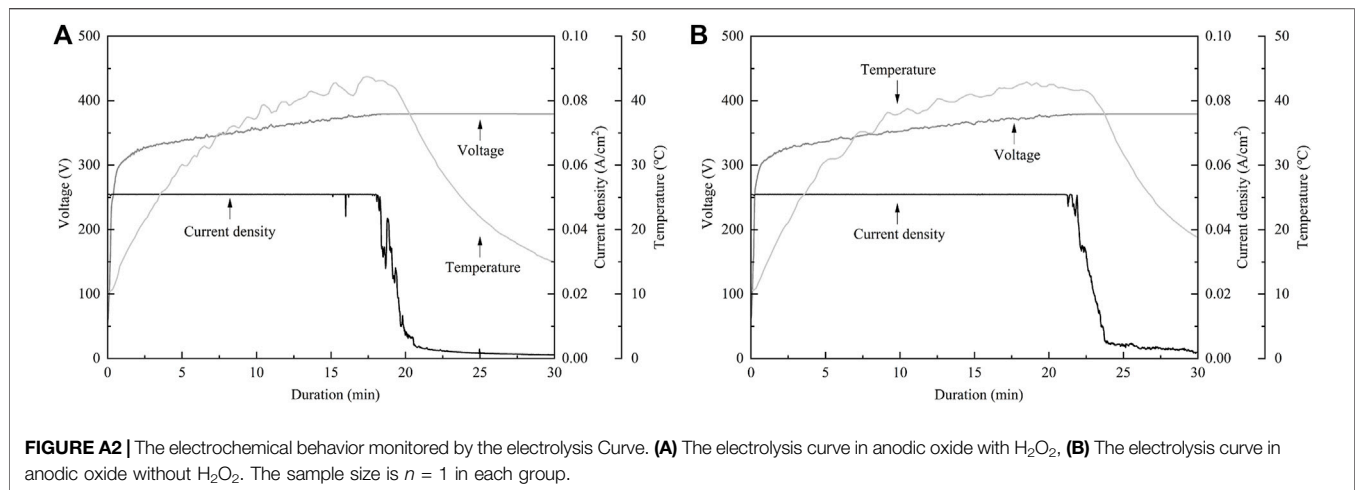 A
B
500
400
300
200
100
0
Voltage (V)
0
5
10
15
20
25
30
Duration (min)
0.10
0.08
0.06
0.04
0.02
0.00
Current density (A/cm²)
50
40
30
20
10
0
Temperature (°C)
Voltage
Current density
Temperature
500
400
300
200
100
0
Voltage (V)
0
5
10
15
20
25
30
Duration (min)
0.10
0.08
0.06
0.04
0.02
0.00
Current density (A/cm²)
50
40
30
20
10
0
Temperature (°C)
Temperature
Voltage
Current density
FIGURE A2 | The electrochemical behavior monitored by the electrolysis Curve. (A) The electrolysis curve in anodic oxide with H₂O₂, (B) The electrolysis curve in
anodic oxide without H₂O₂. The sample size is n = 1 in each group.